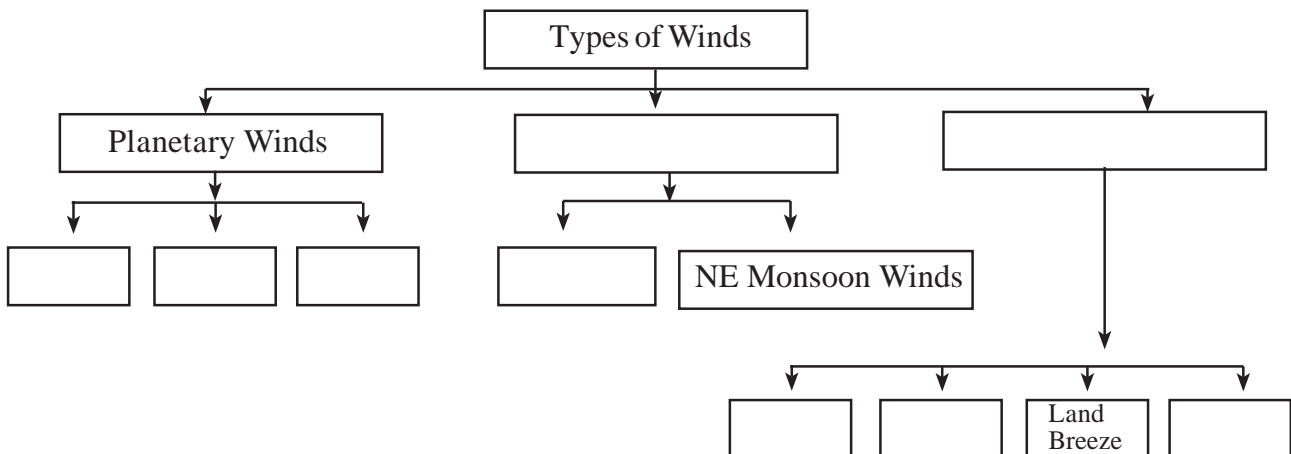 Types of Winds
Planetary Winds
NE Monsoon Winds
Land
Breeze